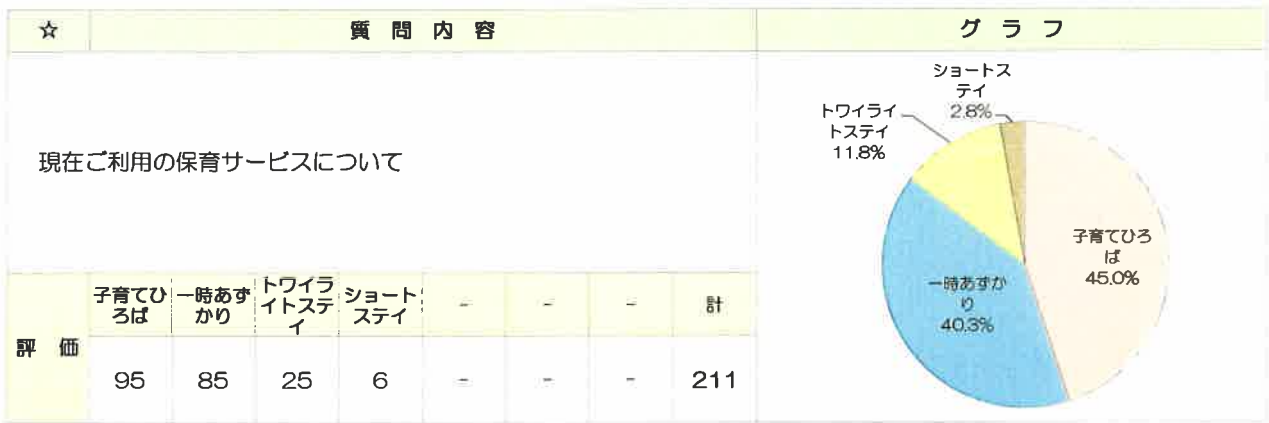 ☆ 質問内容 グラフ
現在ご利用の保育サービスについて
評価
子育てひ
ろば
一時あず
かり
トワイラ
イトステ
イ
ショート
ステイ
- - - 計
95 85 25 6 - - - 211
ショートス
テイ
2.8%
トワイライ
トステイ
11.8%
子育てひろ
ば
45.0%
一時あずか
り
40.3%